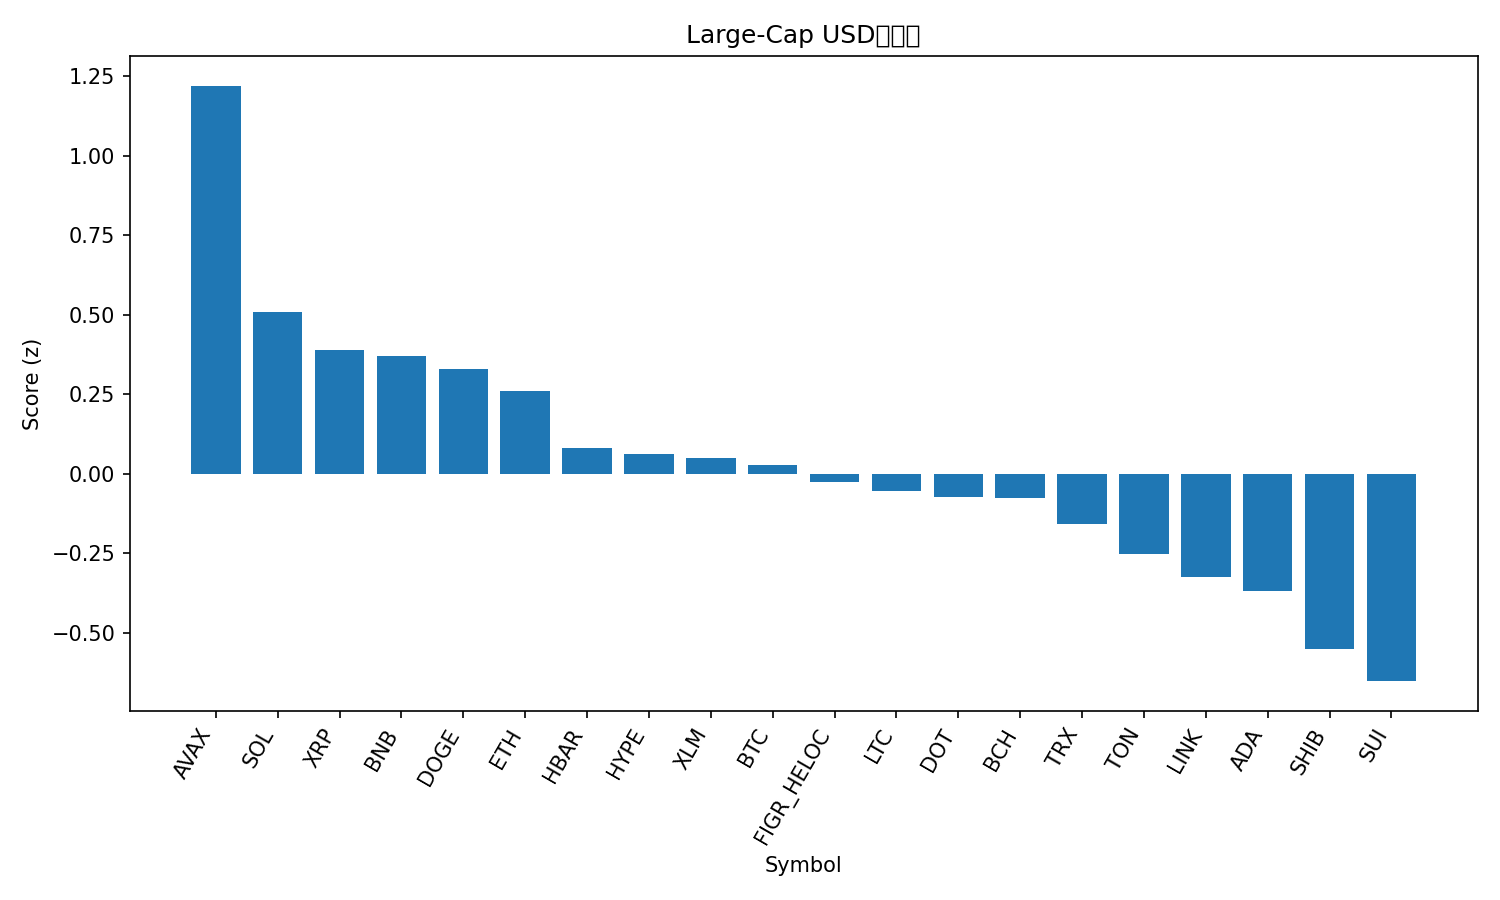 Large-Cap USD
1.25
1.00
0.75
0.50
0.25
0.00
−0.25
−0.50
Score (z)
AVAX
SOL
XRP
BNB
DOGE
ETH
HBAR
HYPE
XLM
BTC
FIGR_HELOC
LTC
DOT
BCH
TRX
TON
LINK
ADA
SHIB
SUI
Symbol